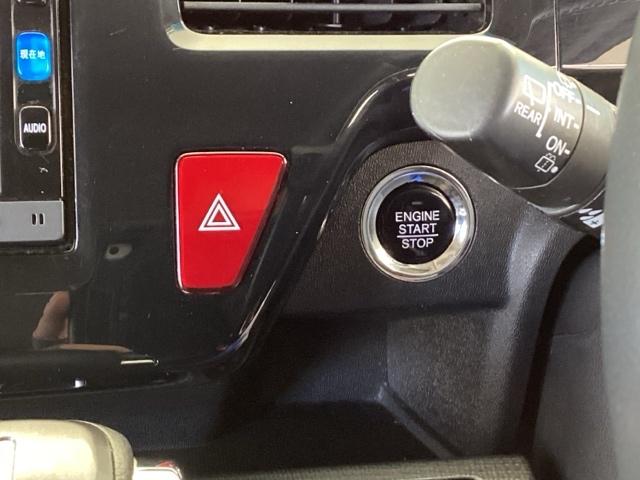 現在地
AUDIO
ENGINE
START
STOP
OFF
REAR
INT
ON